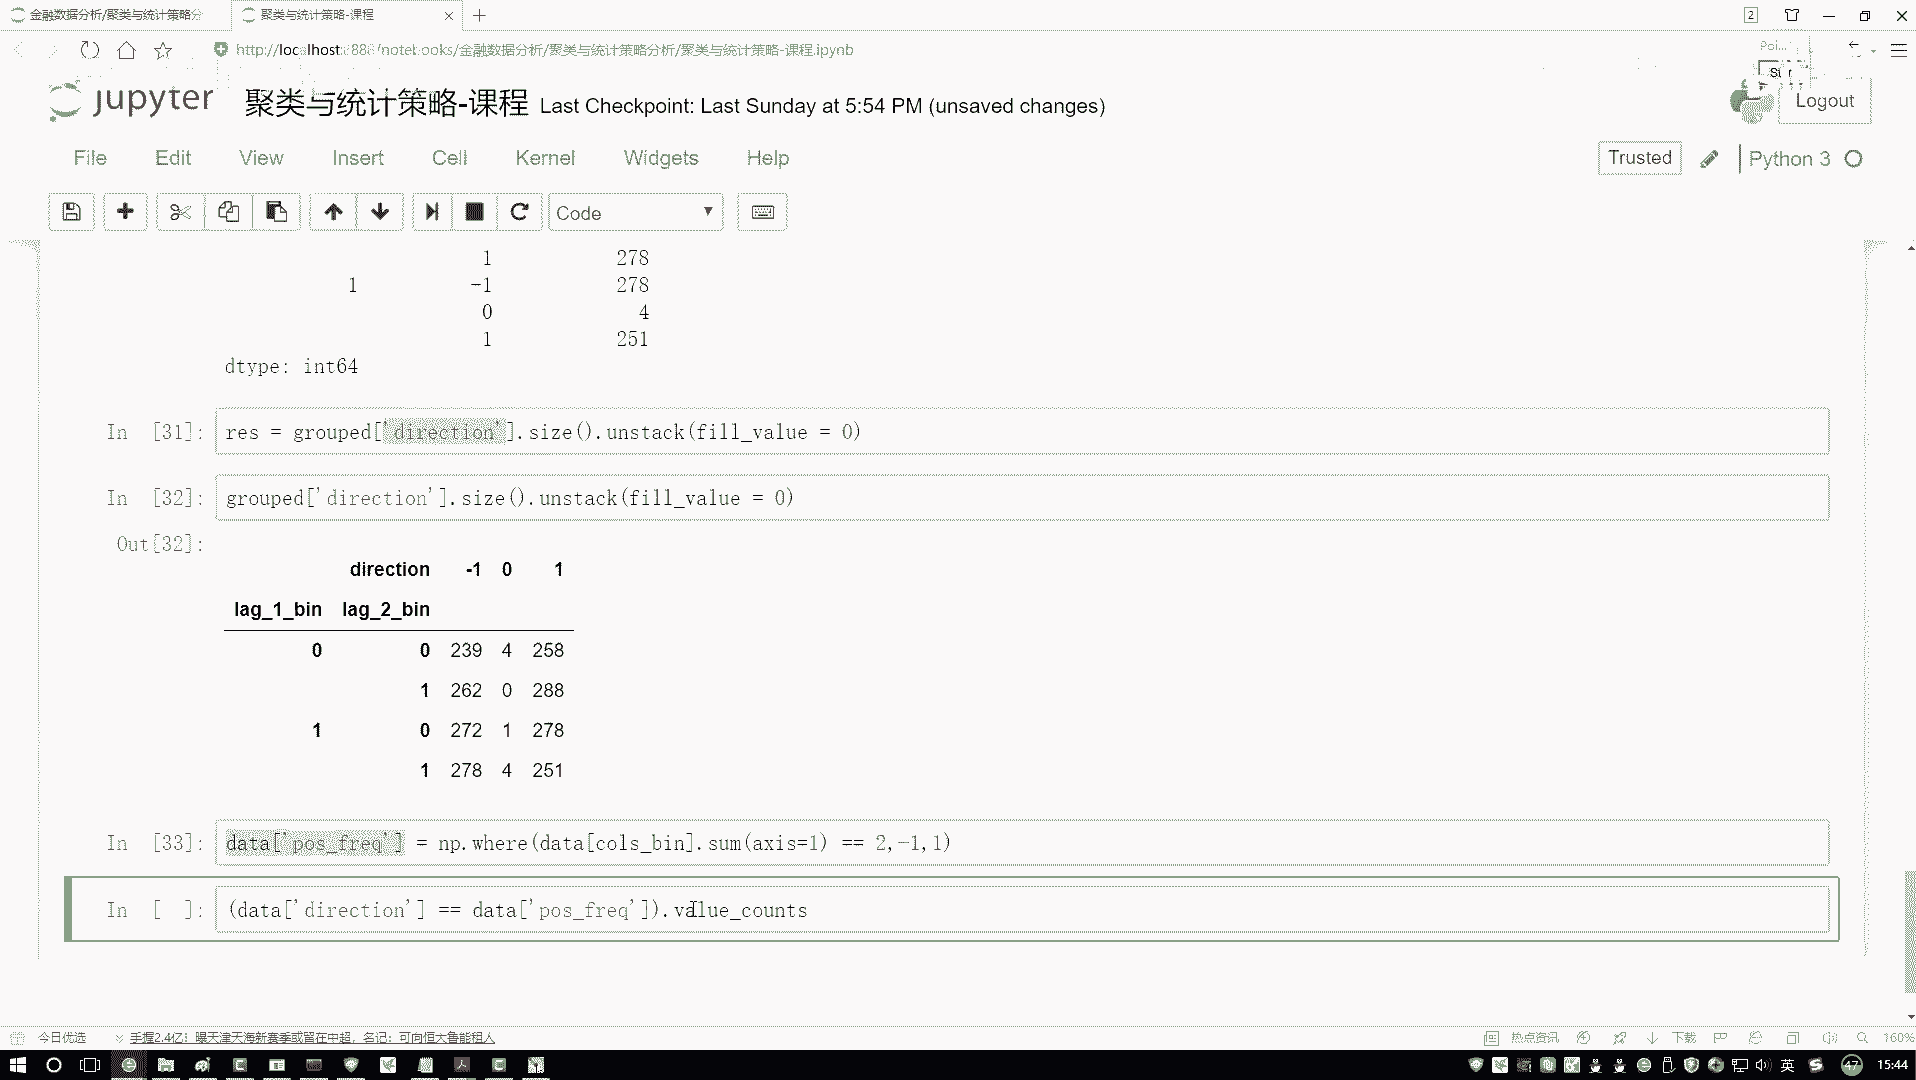 金融数据分析/聚类与统计策略分
聚类与统计策略-课程
2
http://localhost:888/notebooks/金融数据分析/聚类与统计策略分析/聚类与统计策略-课程.ipynb
jupyter 聚类与统计策略-课程 Last Checkpoint: Last Sunday at 5:54 PM (unsaved changes)
Logout
File Edit View Insert Cell Kernel Widgets Help
Trusted Python 3
Code
1 278
1 -1 278
0 4
1 251
dtype: int64
In [31]: res = grouped['direction'].size().unstack(fill_value = 0)
In [32]: grouped['direction'].size().unstack(fill_value = 0)
Out[32]:
direction -1 0 1
lag_1_bin lag_2_bin
0 0 239 4 258
1 262 0 288
1 0 272 1 278
1 278 4 251
In [33]: data['pos_freq'] = np.where(data[cols_bin].sum(axis=1) == 2,-1,1)
In [ ]: (data['direction'] == data['pos_freq']).value_counts
今日优选 手握2.4亿！曝天津天海新赛季或留在中超，名记：可向恒大鲁能租人
热点资讯 下载 160%
英 47 15:44